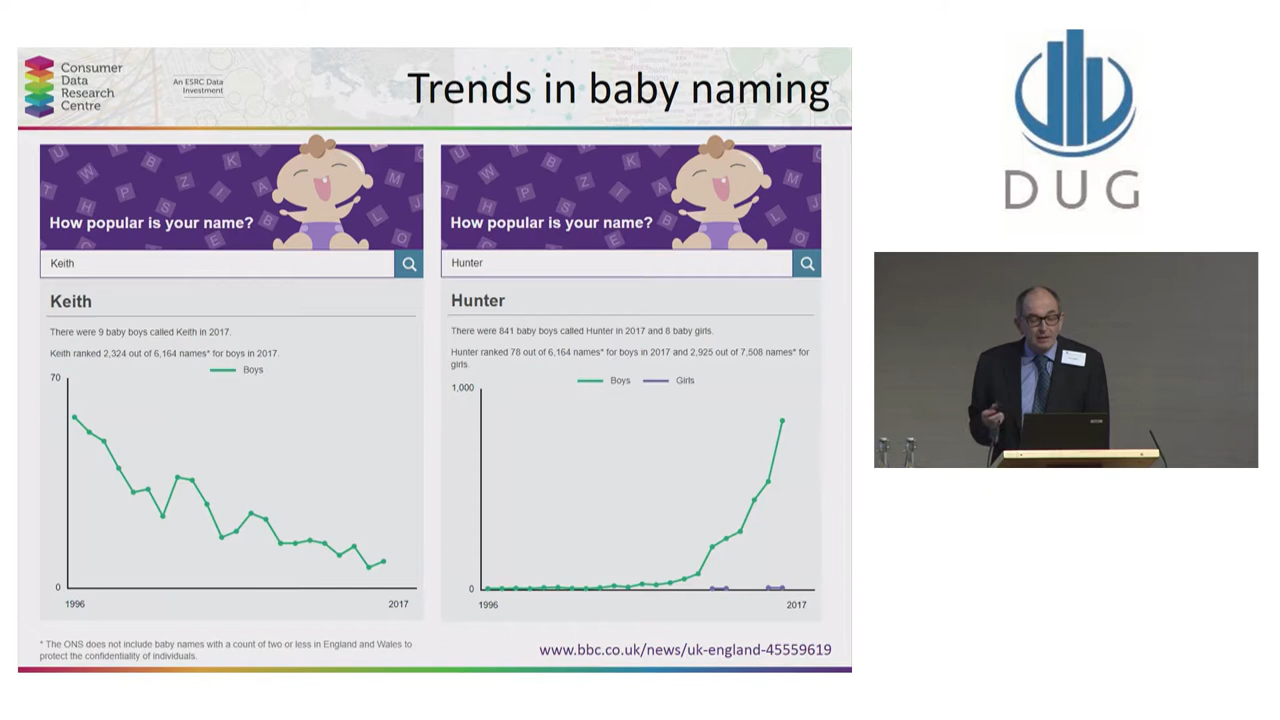 Consumer
Data
Research
Centre
An ESRC Data
Investment
Trends in baby naming
How popular is your name?
Keith
Keith
There were 9 baby boys called Keith in 2017.
Keith ranked 2,324 out of 6,164 names* for boys in 2017.
Boys
70
0
1996
2017
How popular is your name?
Hunter
Hunter
There were 841 baby boys called Hunter in 2017 and 8 baby girls.
Hunter ranked 78 out of 6,164 names* for boys in 2017 and 2,925 out of 7,508 names* for
girls.
Boys
Girls
1,000
0
1996
2017
* The ONS does not include baby names with a count of two or less in England and Wales to
protect the confidentiality of individuals.
www.bbc.co.uk/news/uk-england-45559619
DUG